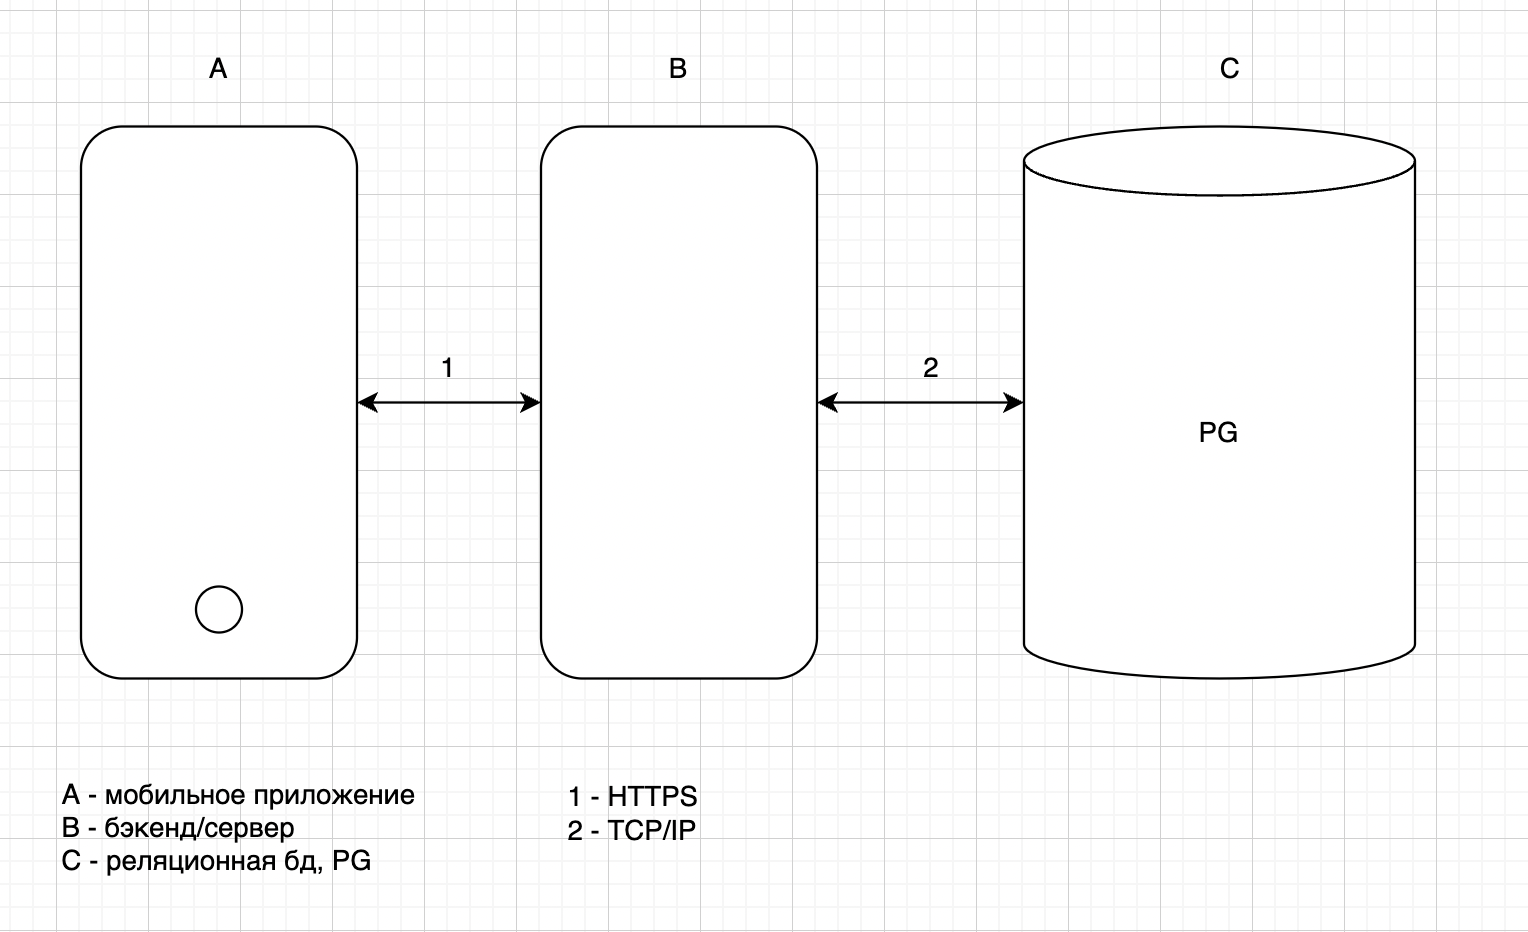 A
B
C
1
2
PG
A - мобильное приложение
B - бэкенд/сервер
C - реляционная бд, PG
1 - HTTPS
2 - TCP/IP